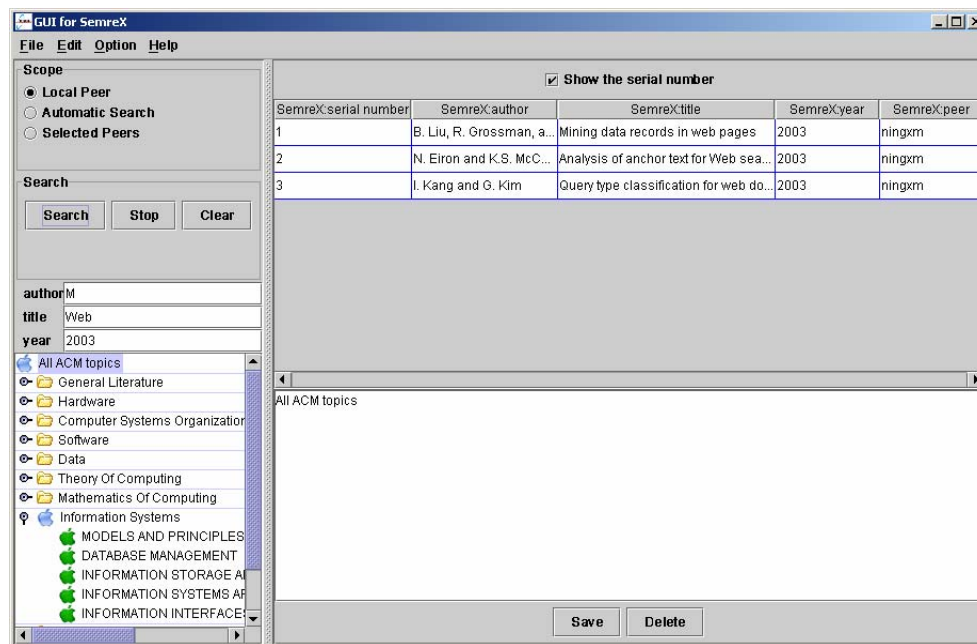 GUI for SemreX
File Edit Option Help
Scope
Local Peer
Automatic Search
Selected Peers
Search
Search Stop Clear
author M
title Web
year 2003
All ACM topics
General Literature
Hardware
Computer Systems Organization
Software
Data
Theory Of Computing
Mathematics Of Computing
Information Systems
MODELS AND PRINCIPLES
DATABASE MANAGEMENT
INFORMATION STORAGE
INFORMATION SYSTEMS
INFORMATION INTERFACES
Show the serial number
SemreX:serial number SemreX:author SemreX:title SemreX:year SemreX:peer
1 B. Liu, R. Grossman, a... Mining data records in web pages 2003 ningxm
2 N. Eiron and K.S. McC... Analysis of anchor text for Web sea... 2003 ningxm
3 I. Kang and G. Kim Query type classification for web do... 2003 ningxm
All ACM topics
Save Delete